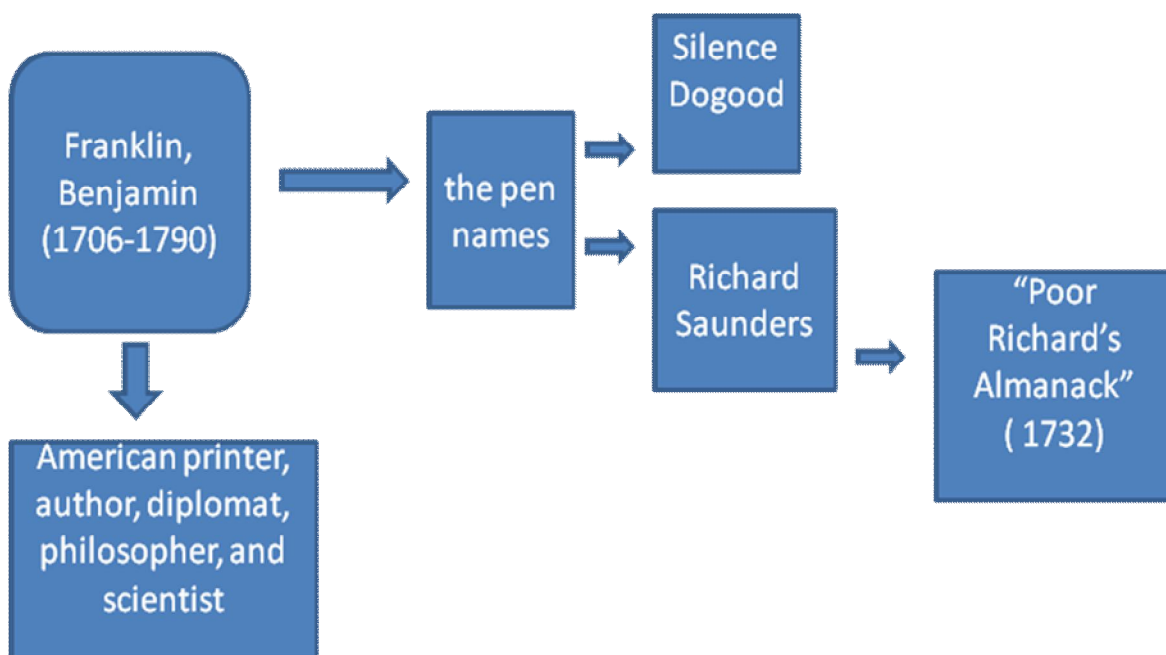 Franklin,
Benjamin
(1706-1790)
American printer,
author, diplomat,
philosopher, and
scientist
the pen
names
Silence
Dogood
Richard
Saunders
“Poor
Richard’s
Almanack”
( 1732)